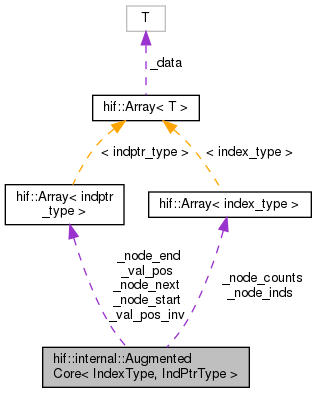 T
_data
hif::Array< T >
< indptr_type >
< index_type >
hif::Array< indptr
_type >
hif::Array< index_type >
_node_end
_val_pos
_node_next
_node_start
_val_pos_inv
_node_counts
_node_inds
hif::internal::Augmented
Core< IndexType, IndPtrType >